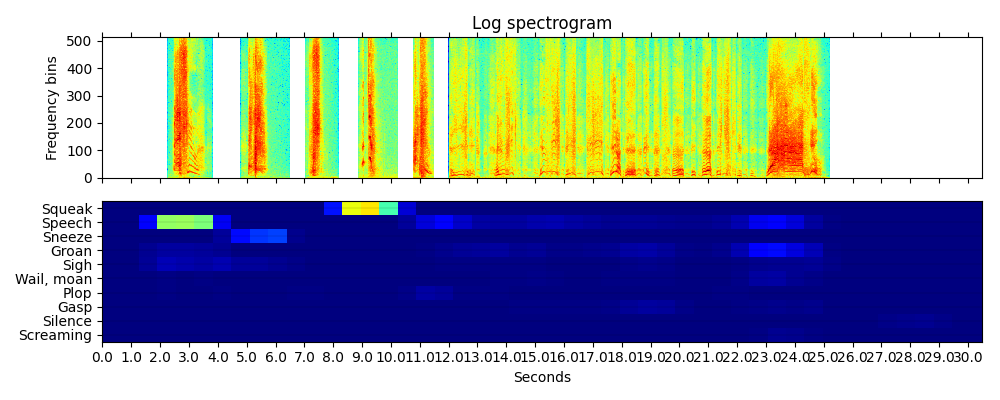 Log spectrogram
Frequency bins
500
400
300
200
100
0
Squeak
Speech
Sneeze
Groan
Sigh
Wail, moan
Plop
Gasp
Silence
Screaming
0.0 1.0 2.0 3.0 4.0 5.0 6.0 7.0 8.0 9.0 10.0 11.0 12.0 13.0 14.0 15.0 16.0 17.0 18.0 19.0 20.0 21.0 22.0 23.0 24.0 25.0 26.0 27.0 28.0 29.0 30.0
Seconds